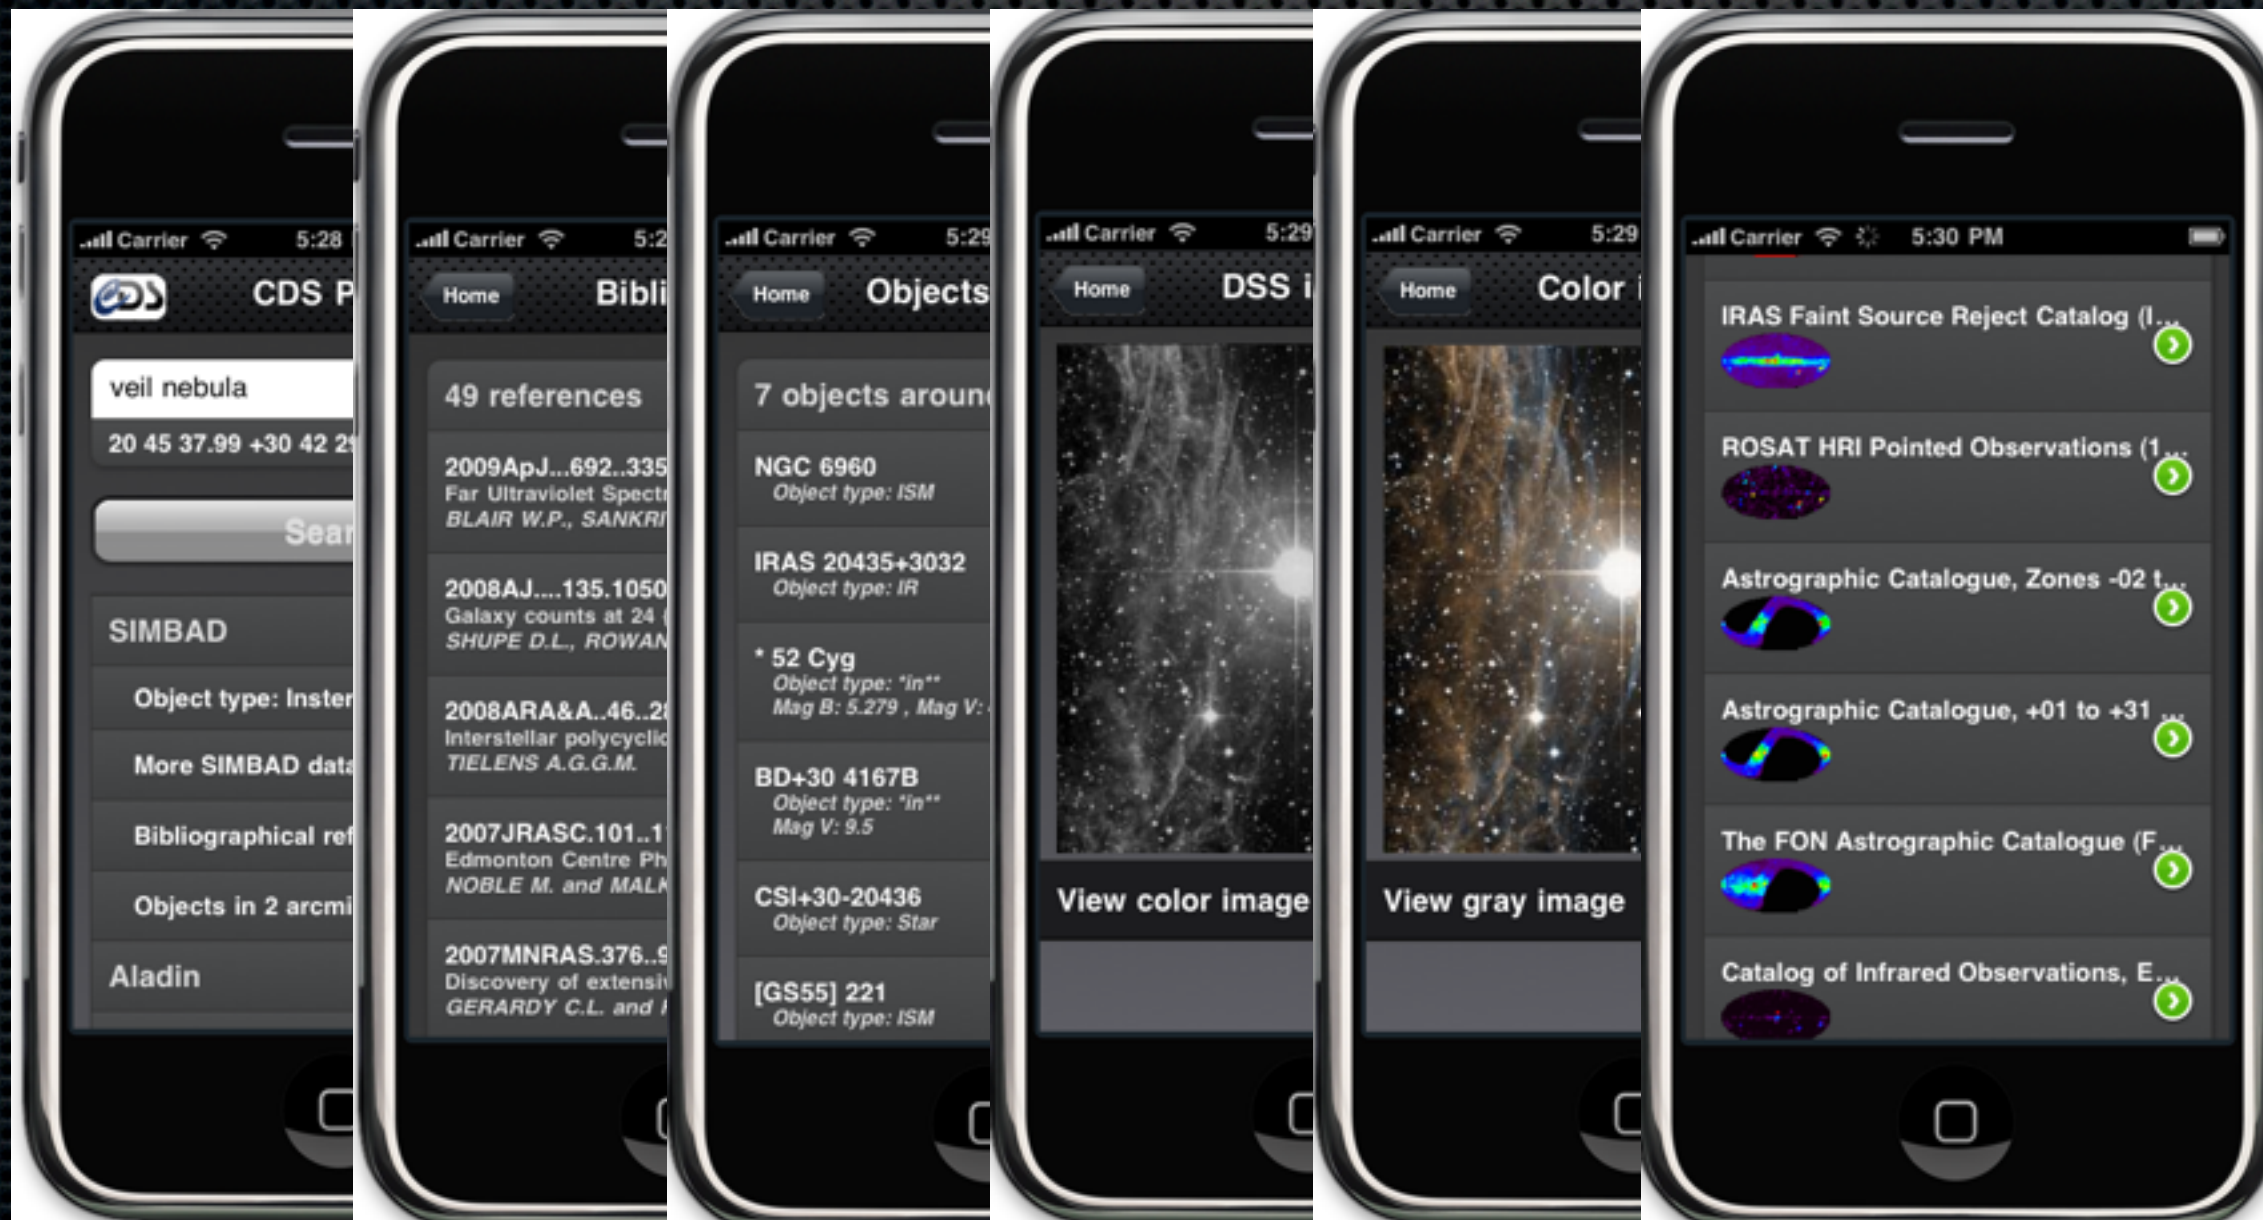 Carrier 5:28
CDS
CDS P
veil nebula
20 45 37.99 +30 42 2
Sear
SIMBAD
Object type: Inster
More SIMBAD data
Bibliographical ref
Objects in 2 arcmi
Aladin
Carrier 5:2
Home Bibli
49 references
2009ApJ...692..335
Far Ultraviolet Spectr
BLAIR W.P., SANKRI
2008AJ....135.1050
Galaxy counts at 24
SHUPE D.L., ROWAN
2008ARA&A..46..2
Interstellar polycyclic
TIELENS A.G.G.M.
2007JRASC.101..1
Edmonton Centre Ph
NOBLE M. and MALK
2007MNRAS.376..9
Discovery of extensiv
GERARDY C.L. and
Carrier 5:29
Home Objects
7 objects around
NGC 6960
Object type: ISM
IRAS 20435+3032
Object type: IR
* 52 Cyg
Object type: *in**
Mag B: 5.279 , Mag V:
BD+30 4167B
Object type: *in**
Mag V: 9.5
CSI+30-20436
Object type: Star
[GS55] 221
Object type: ISM
Carrier 5:29
Home DSS i
View color image
Carrier 5:29
Home Color i
View gray image
Carrier 5:30 PM
IRAS Faint Source Reject Catalog (I...
ROSAT HRI Pointed Observations (1...
Astrographic Catalogue, Zones -02 t...
Astrographic Catalogue, +01 to +31 ...
The FON Astrographic Catalogue (F...
Catalog of Infrared Observations, E...